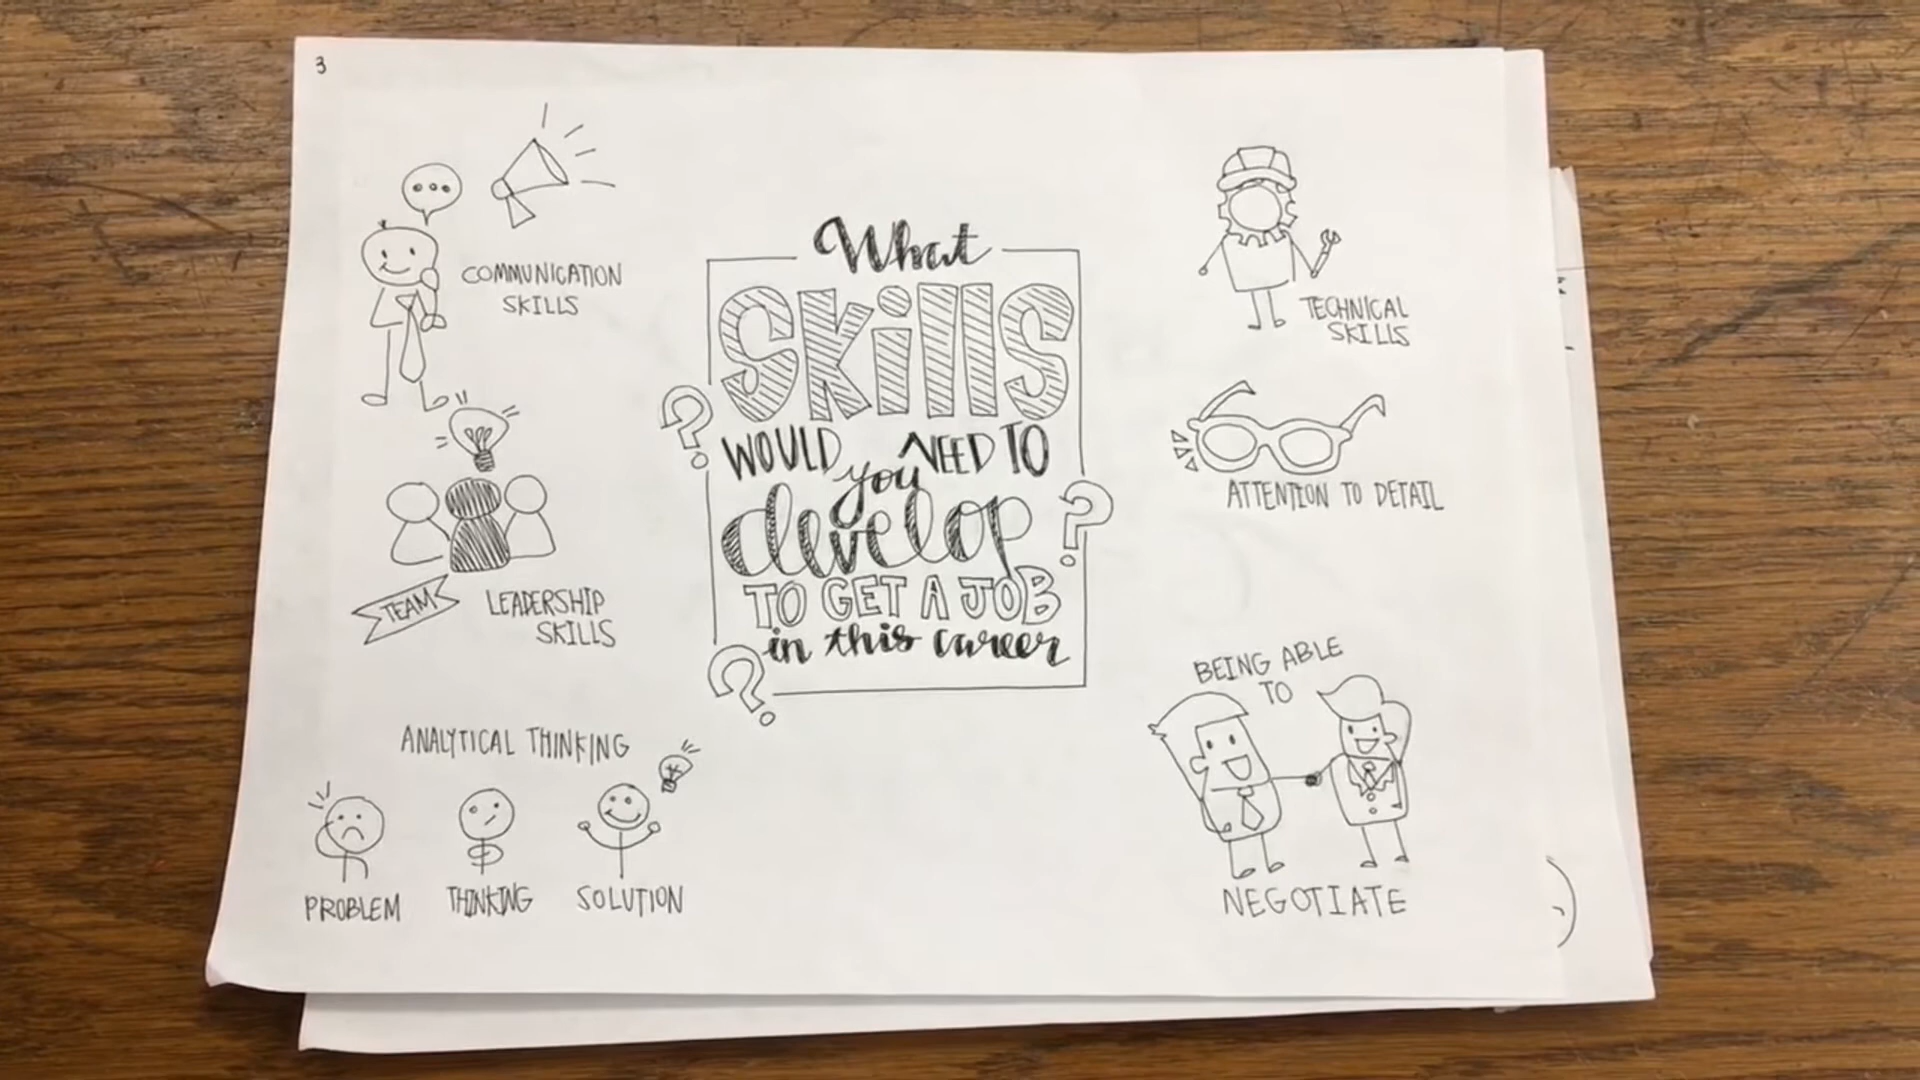 3
COMMUNICATION
SKILLS
TEAM
LEADERSHIP
SKILLS
ANALYTICAL THINKING
PROBLEM
THINKING
SOLUTION
What
SKills
WOULD you NEED TO
develop
TO GET A JOB
in this career
TECHNICAL
SKILLS
ATTENTION TO DETAIL
BEING ABLE
TO
NEGOTIATE